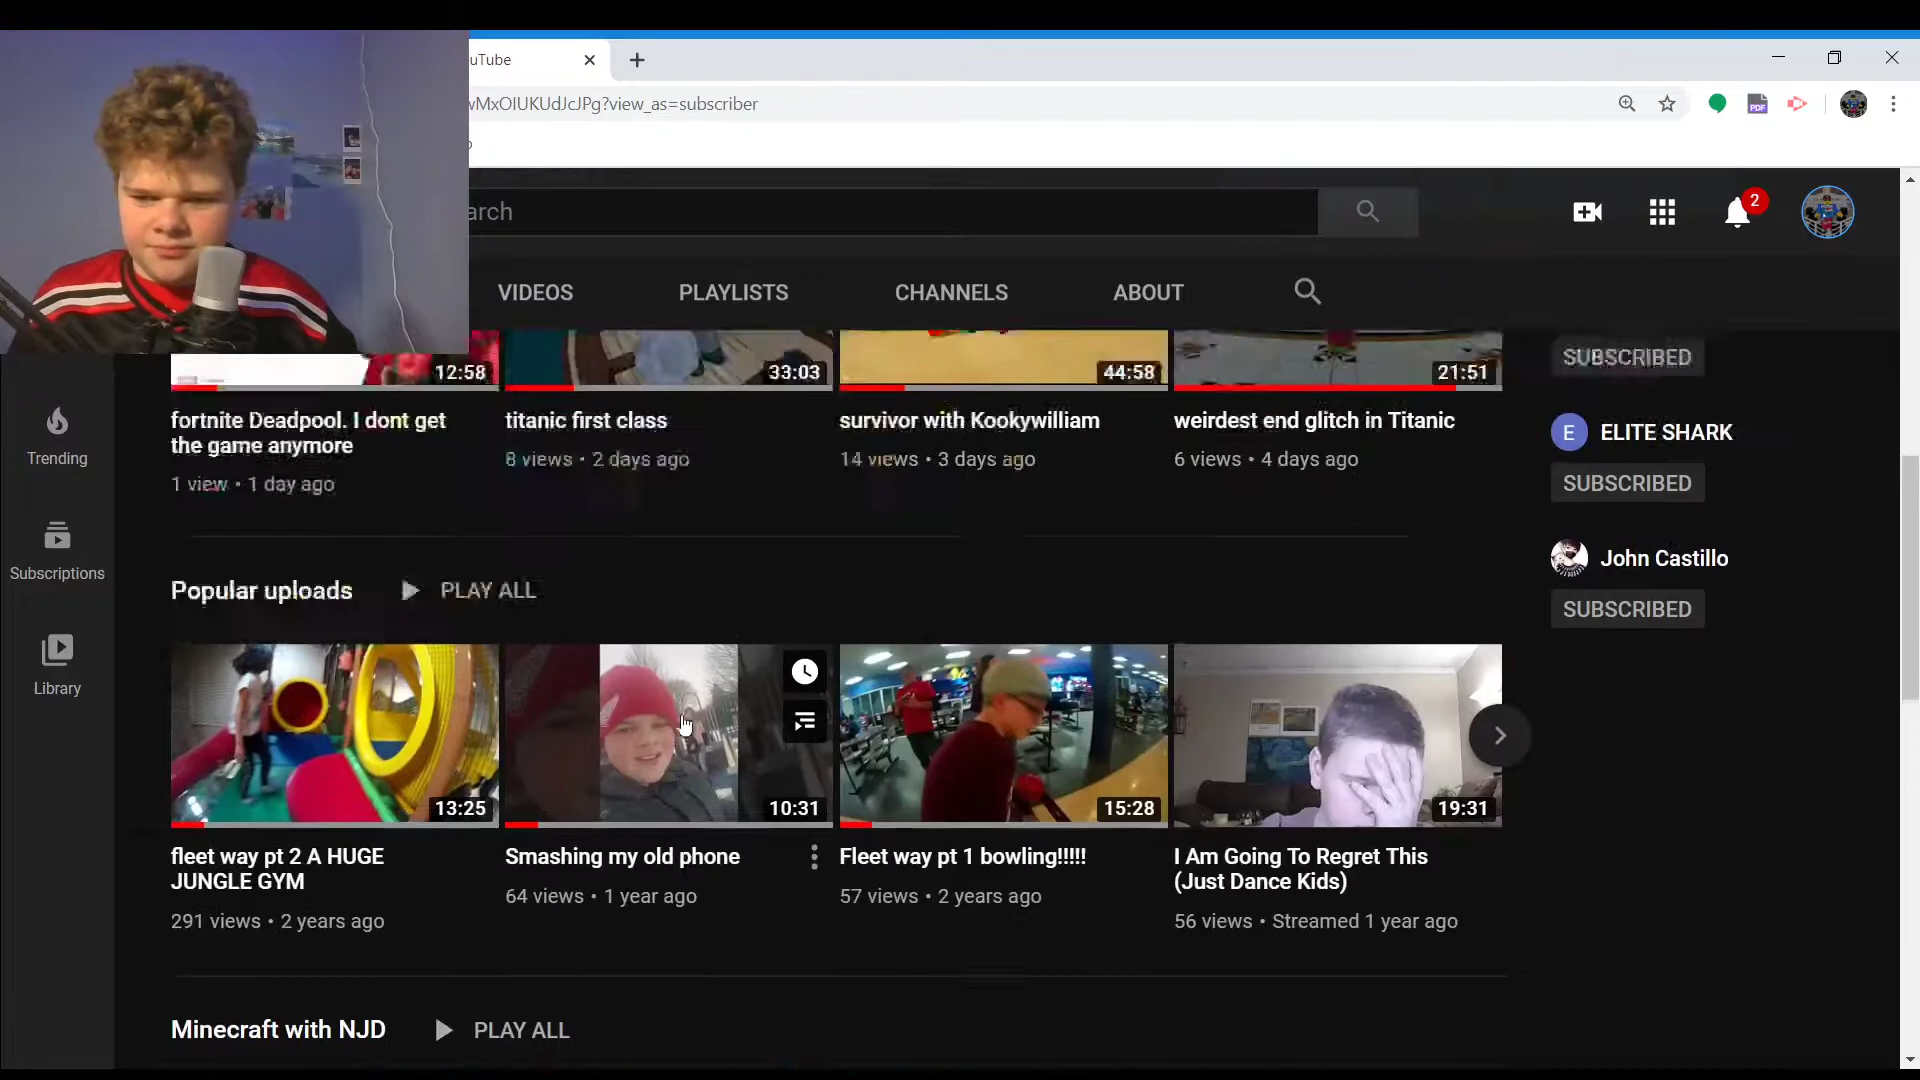 uTube
wMxOIUKUdJcJPg?view_as=subscriber
PDF
arch
2
VIDEOS
PLAYLISTS
CHANNELS
ABOUT
12:58
33:03
44:58
21:51
SUBSCRIBED
fortnite Deadpool. I dont get
the game anymore
1 view • 1 day ago
titanic first class
8 views • 2 days ago
survivor with Kookywilliam
14 views • 3 days ago
weirdest end glitch in Titanic
6 views • 4 days ago
E
ELITE SHARK
SUBSCRIBED
Trending
Subscriptions
Library
John Castillo
SUBSCRIBED
Popular uploads
PLAY ALL
13:25
10:31
15:28
19:31
fleet way pt 2 A HUGE
JUNGLE GYM
291 views • 2 years ago
Smashing my old phone
64 views • 1 year ago
Fleet way pt 1 bowling!!!!!
57 views • 2 years ago
I Am Going To Regret This
(Just Dance Kids)
56 views • Streamed 1 year ago
Minecraft with NJD
PLAY ALL